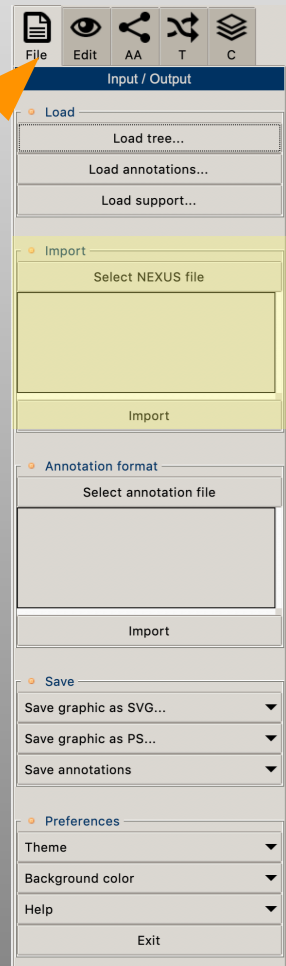 File Edit AA T C
Input / Output
Load
Load tree...
Load annotations...
Load support...
Import
Select NEXUS file
Import
Annotation format
Select annotation file
Import
Save
Save graphic as SVG...
Save graphic as PS...
Save annotations
Preferences
Theme
Background color
Help
Exit